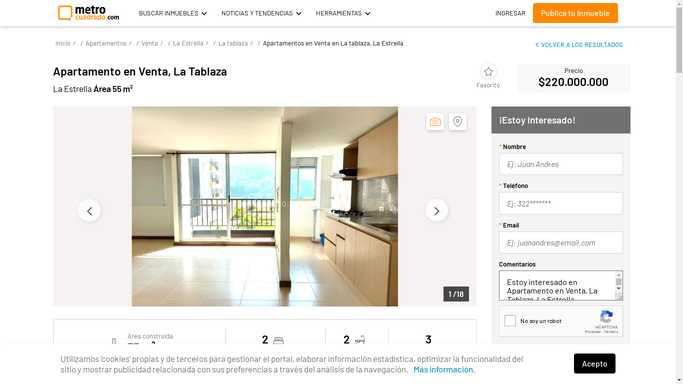 metro
cuadrado.com
BUSCAR INMUEBLES
NOTICIAS Y TENDENCIAS
HERRAMIENTAS
INGRESAR
Publica tu Inmueble
Inicio / / Apartamentos / / Venta / / La Estrella / / La tablaza / / Apartamentos en Venta en La tablaza, La Estrella
VOLVER A LOS RESULTADOS
Apartamento en Venta, La Tablaza
La Estrella Área 55 m²
Favorito
Precio
$220.000.000
1 / 18
¡Estoy Interesado!
* Nombre
Ej: Juan Andres
* Teléfono
Ej: 322*******
* Email
Ej: juanandres@email.com
Comentarios
Estoy interesado en
Apartamento en Venta, La
Tablaza, La Estrella
No soy un robot
reCAPTCHA
Privacidad - Términos
Área construida
2
2
3
Utilizamos 'cookies' propias y de terceros para gestionar el portal, elaborar información estadística, optimizar la funcionalidad del
sitio y mostrar publicidad relacionada con sus preferencias a través del análisis de la navegación. Más información.
Acepto